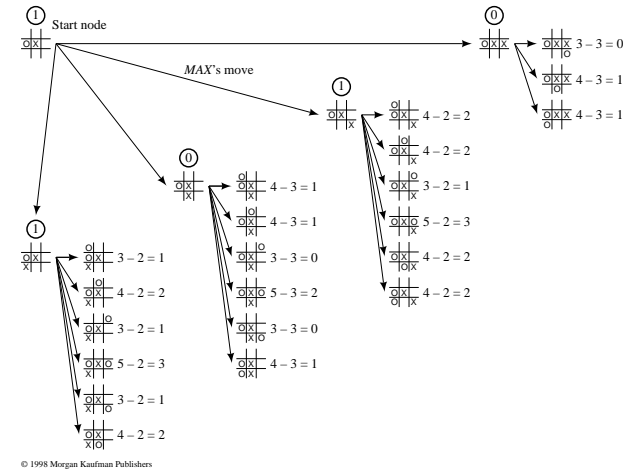 1
Start node
O X
0
O X X
O X X 3 – 3 = 0
O
O X X 4 – 3 = 1
O
O X X 4 – 3 = 1
O
MAX's move
1
O X
X
O
O X 4 – 2 = 2
X
O
O X 4 – 2 = 2
X
O
O X 3 – 2 = 1
X
O X O 5 – 2 = 3
X
O X 4 – 2 = 2
O X
O X 4 – 2 = 2
O X
0
O X
X
O
O X 4 – 3 = 1
X
O
O X 4 – 3 = 1
X
O
O X 3 – 3 = 0
X
O X O 5 – 3 = 2
X
O X 3 – 3 = 0
X O
O X 4 – 3 = 1
O X
1
O X
X
O
O X 3 – 2 = 1
X
O
O X 4 – 2 = 2
X
O
O X 3 – 2 = 1
X
O X O 5 – 2 = 3
X
O X 3 – 2 = 1
X O
O X 4 – 2 = 2
X O
© 1998 Morgan Kaufman Publishers